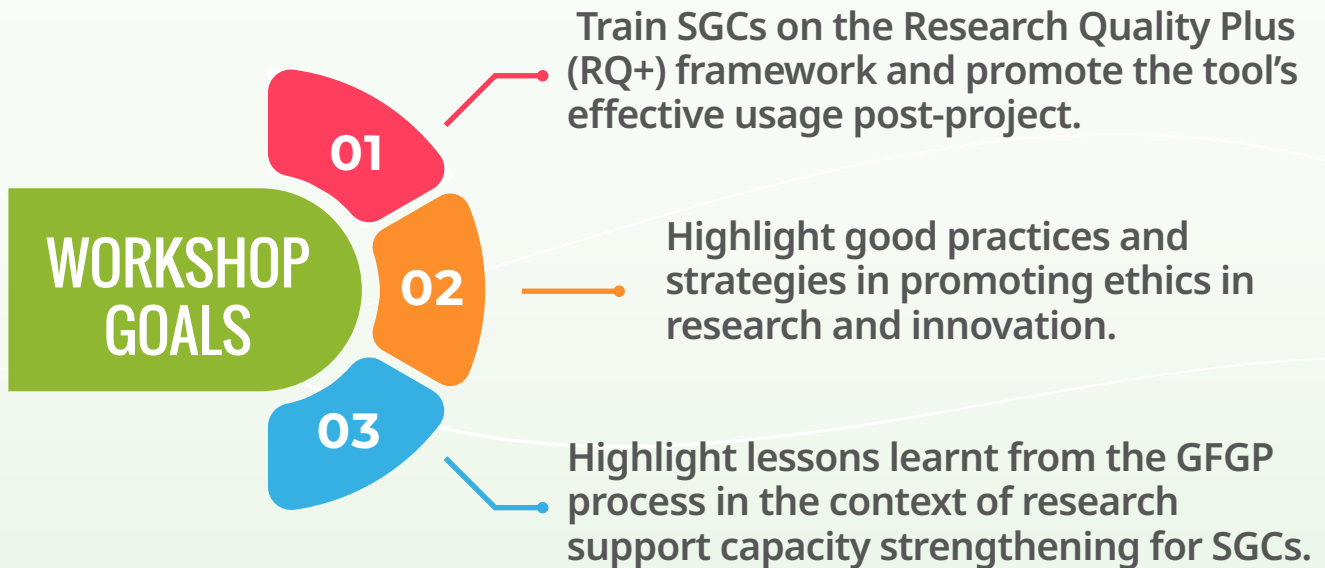 WORKSHOP
GOALS
01
Train SGCs on the Research Quality Plus
(RQ+) framework and promote the tool's
effective usage post-project.
02
Highlight good practices and
strategies in promoting ethics in
research and innovation.
03
Highlight lessons learnt from the GFGP
process in the context of research
support capacity strengthening for SGCs.